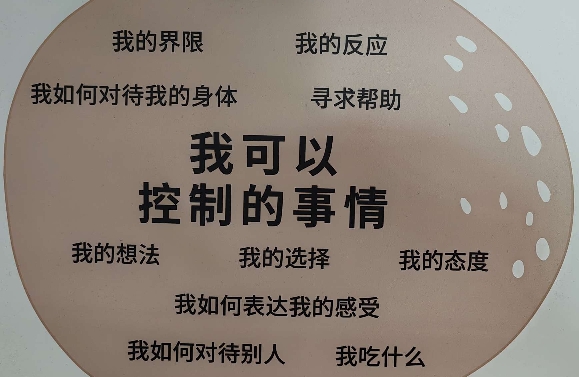 我的界限 我的反应
我如何对待我的身体 寻求帮助
我可以
控制的事情
我的想法 我的选择 我的态度
我如何表达我的感受
我如何对待别人 我吃什么